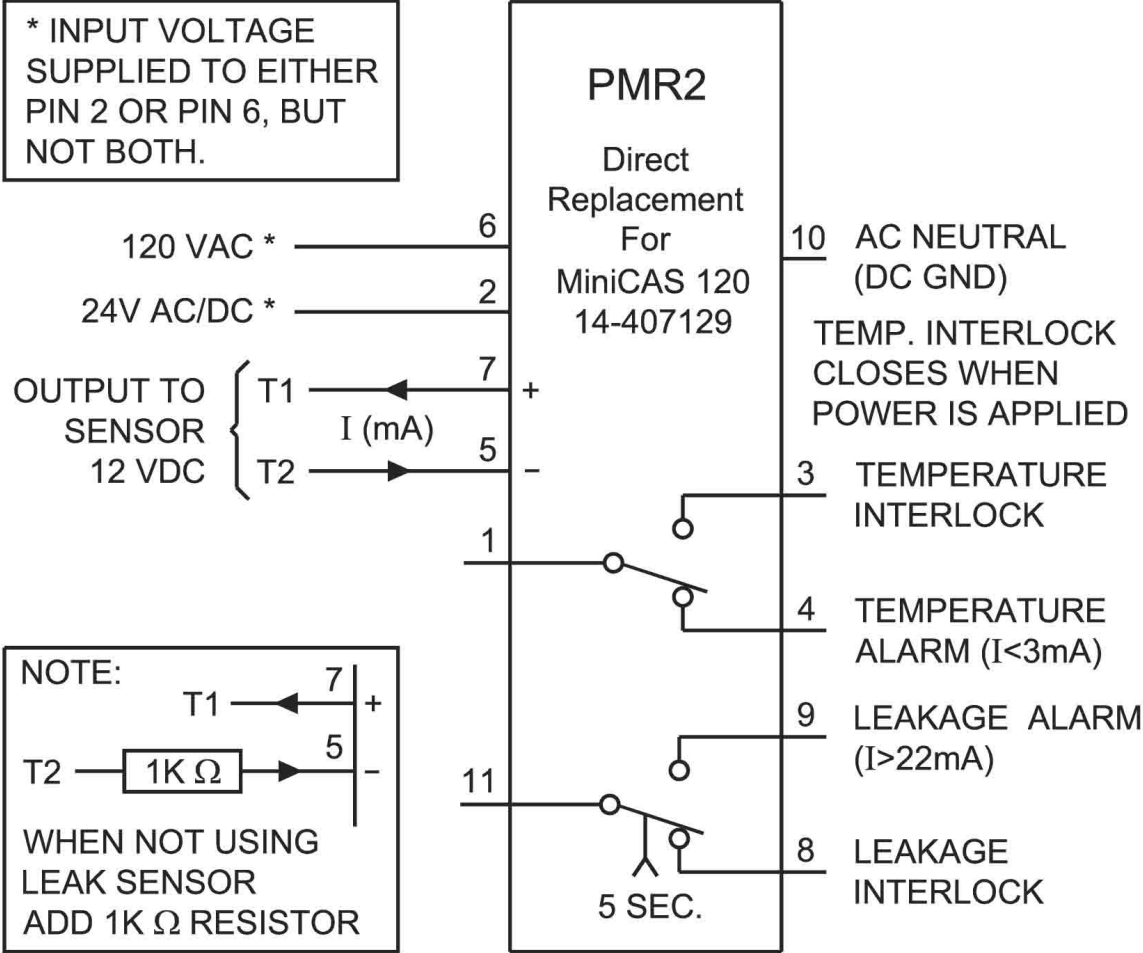 * INPUT VOLTAGE
SUPPLIED TO EITHER
PIN 2 OR PIN 6, BUT
NOT BOTH.
PMR2
Direct
Replacement
For
MiniCAS 120
14-407129
120 VAC *
6
24V AC/DC *
2
OUTPUT TO
SENSOR
12 VDC
T1
7
+
I (mA)
T2
5
−
1
11
10
AC NEUTRAL
(DC GND)
TEMP. INTERLOCK
CLOSES WHEN
POWER IS APPLIED
3
TEMPERATURE
INTERLOCK
4
TEMPERATURE
ALARM (I<3mA)
9
LEAKAGE ALARM
(I>22mA)
8
LEAKAGE
INTERLOCK
5 SEC.
NOTE:
T1
7
+
T2
1K Ω
5
−
WHEN NOT USING
LEAK SENSOR
ADD 1K Ω RESISTOR